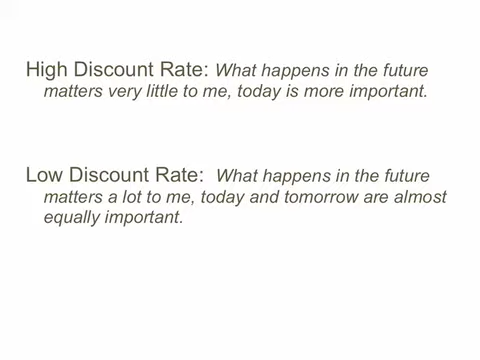 High Discount Rate: What happens in the future
matters very little to me, today is more important.
Low Discount Rate: What happens in the future
matters a lot to me, today and tomorrow are almost
equally important.